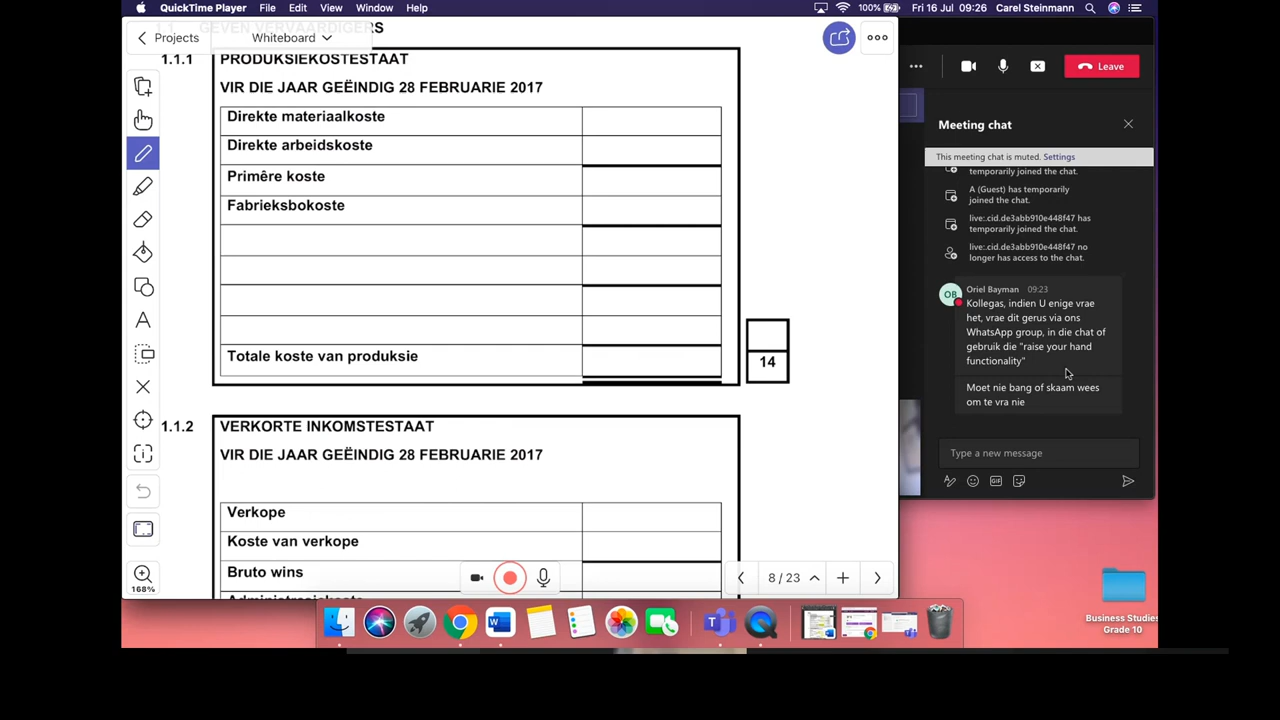 QuickTime Player File Edit View Window Help 100% Fri 16 Jul 09:26 Carel Steinmann
GEVEN VERVAARDIGERS
Projects
Whiteboard
1.1.1 PRODUKSIEKOSTESTAAT
VIR DIE JAAR GEËINDIG 28 FEBRUARIE 2017
Direkte materiaalkoste
Direkte arbeidskoste
Primêre koste
Fabrieksbokoste
Totale koste van produksie
14
1.1.2 VERKORTE INKOMSTESTAAT
VIR DIE JAAR GEËINDIG 28 FEBRUARIE 2017
Verkope
Koste van verkope
Bruto wins
8 / 23
168%
Leave
Meeting chat
This meeting chat is muted. Settings
temporarily joined the chat.
A (Guest) has temporarily
joined the chat.
live:.cid.de3abb910e448f47 has
temporarily joined the chat.
live:.cid.de3abb910e448f47 no
longer has access to the chat.
OB Oriel Bayman 09:23
Kollegas, indien U enige vrae
het, vrae dit gerus via ons
WhatsApp group, in die chat of
gebruik die "raise your hand
functionality"
Moet nie bang of skaam wees
om te vra nie
Type a new message
GIF
Business Studies
Grade 10